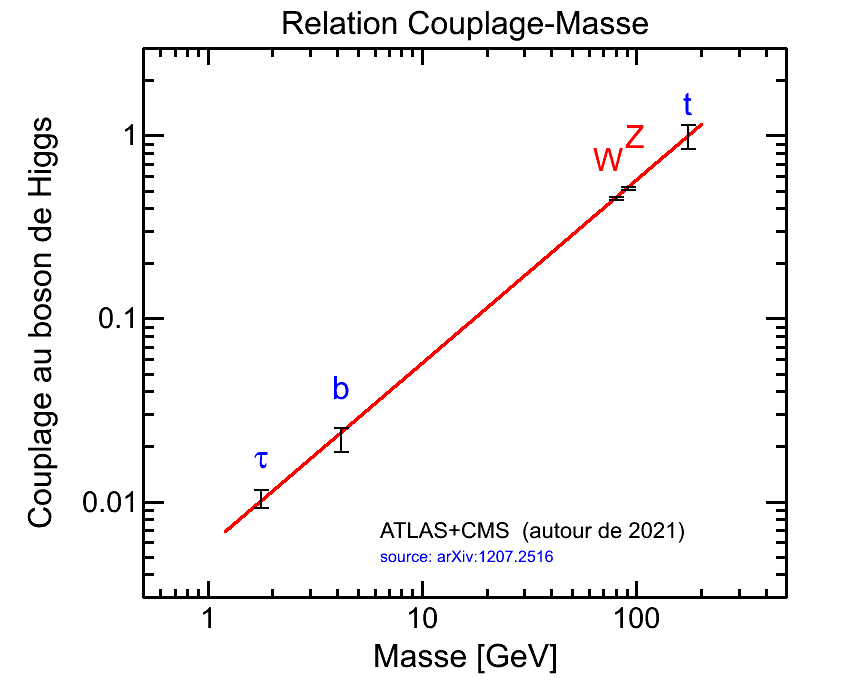 Relation Couplage-Masse
Couplage au boson de Higgs
1
0.1
0.01
t
Z
W
b
τ
ATLAS+CMS (autour de 2021)
source: arXiv:1207.2516
1 10 100
Masse [GeV]